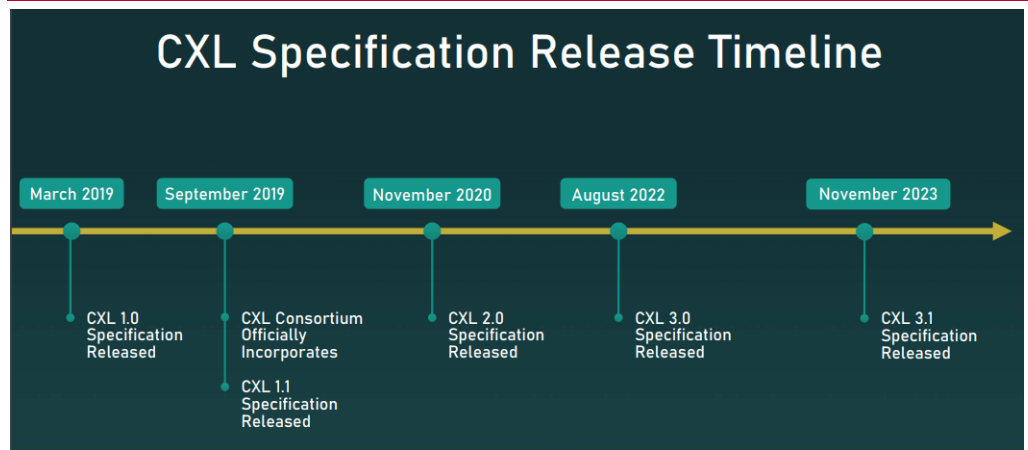 CXL Specification Release Timeline
March 2019
September 2019
November 2020
August 2022
November 2023
CXL 1.0
Specification
Released
CXL Consortium
Officially
Incorporates
CXL 1.1
Specification
Released
CXL 2.0
Specification
Released
CXL 3.0
Specification
Released
CXL 3.1
Specification
Released